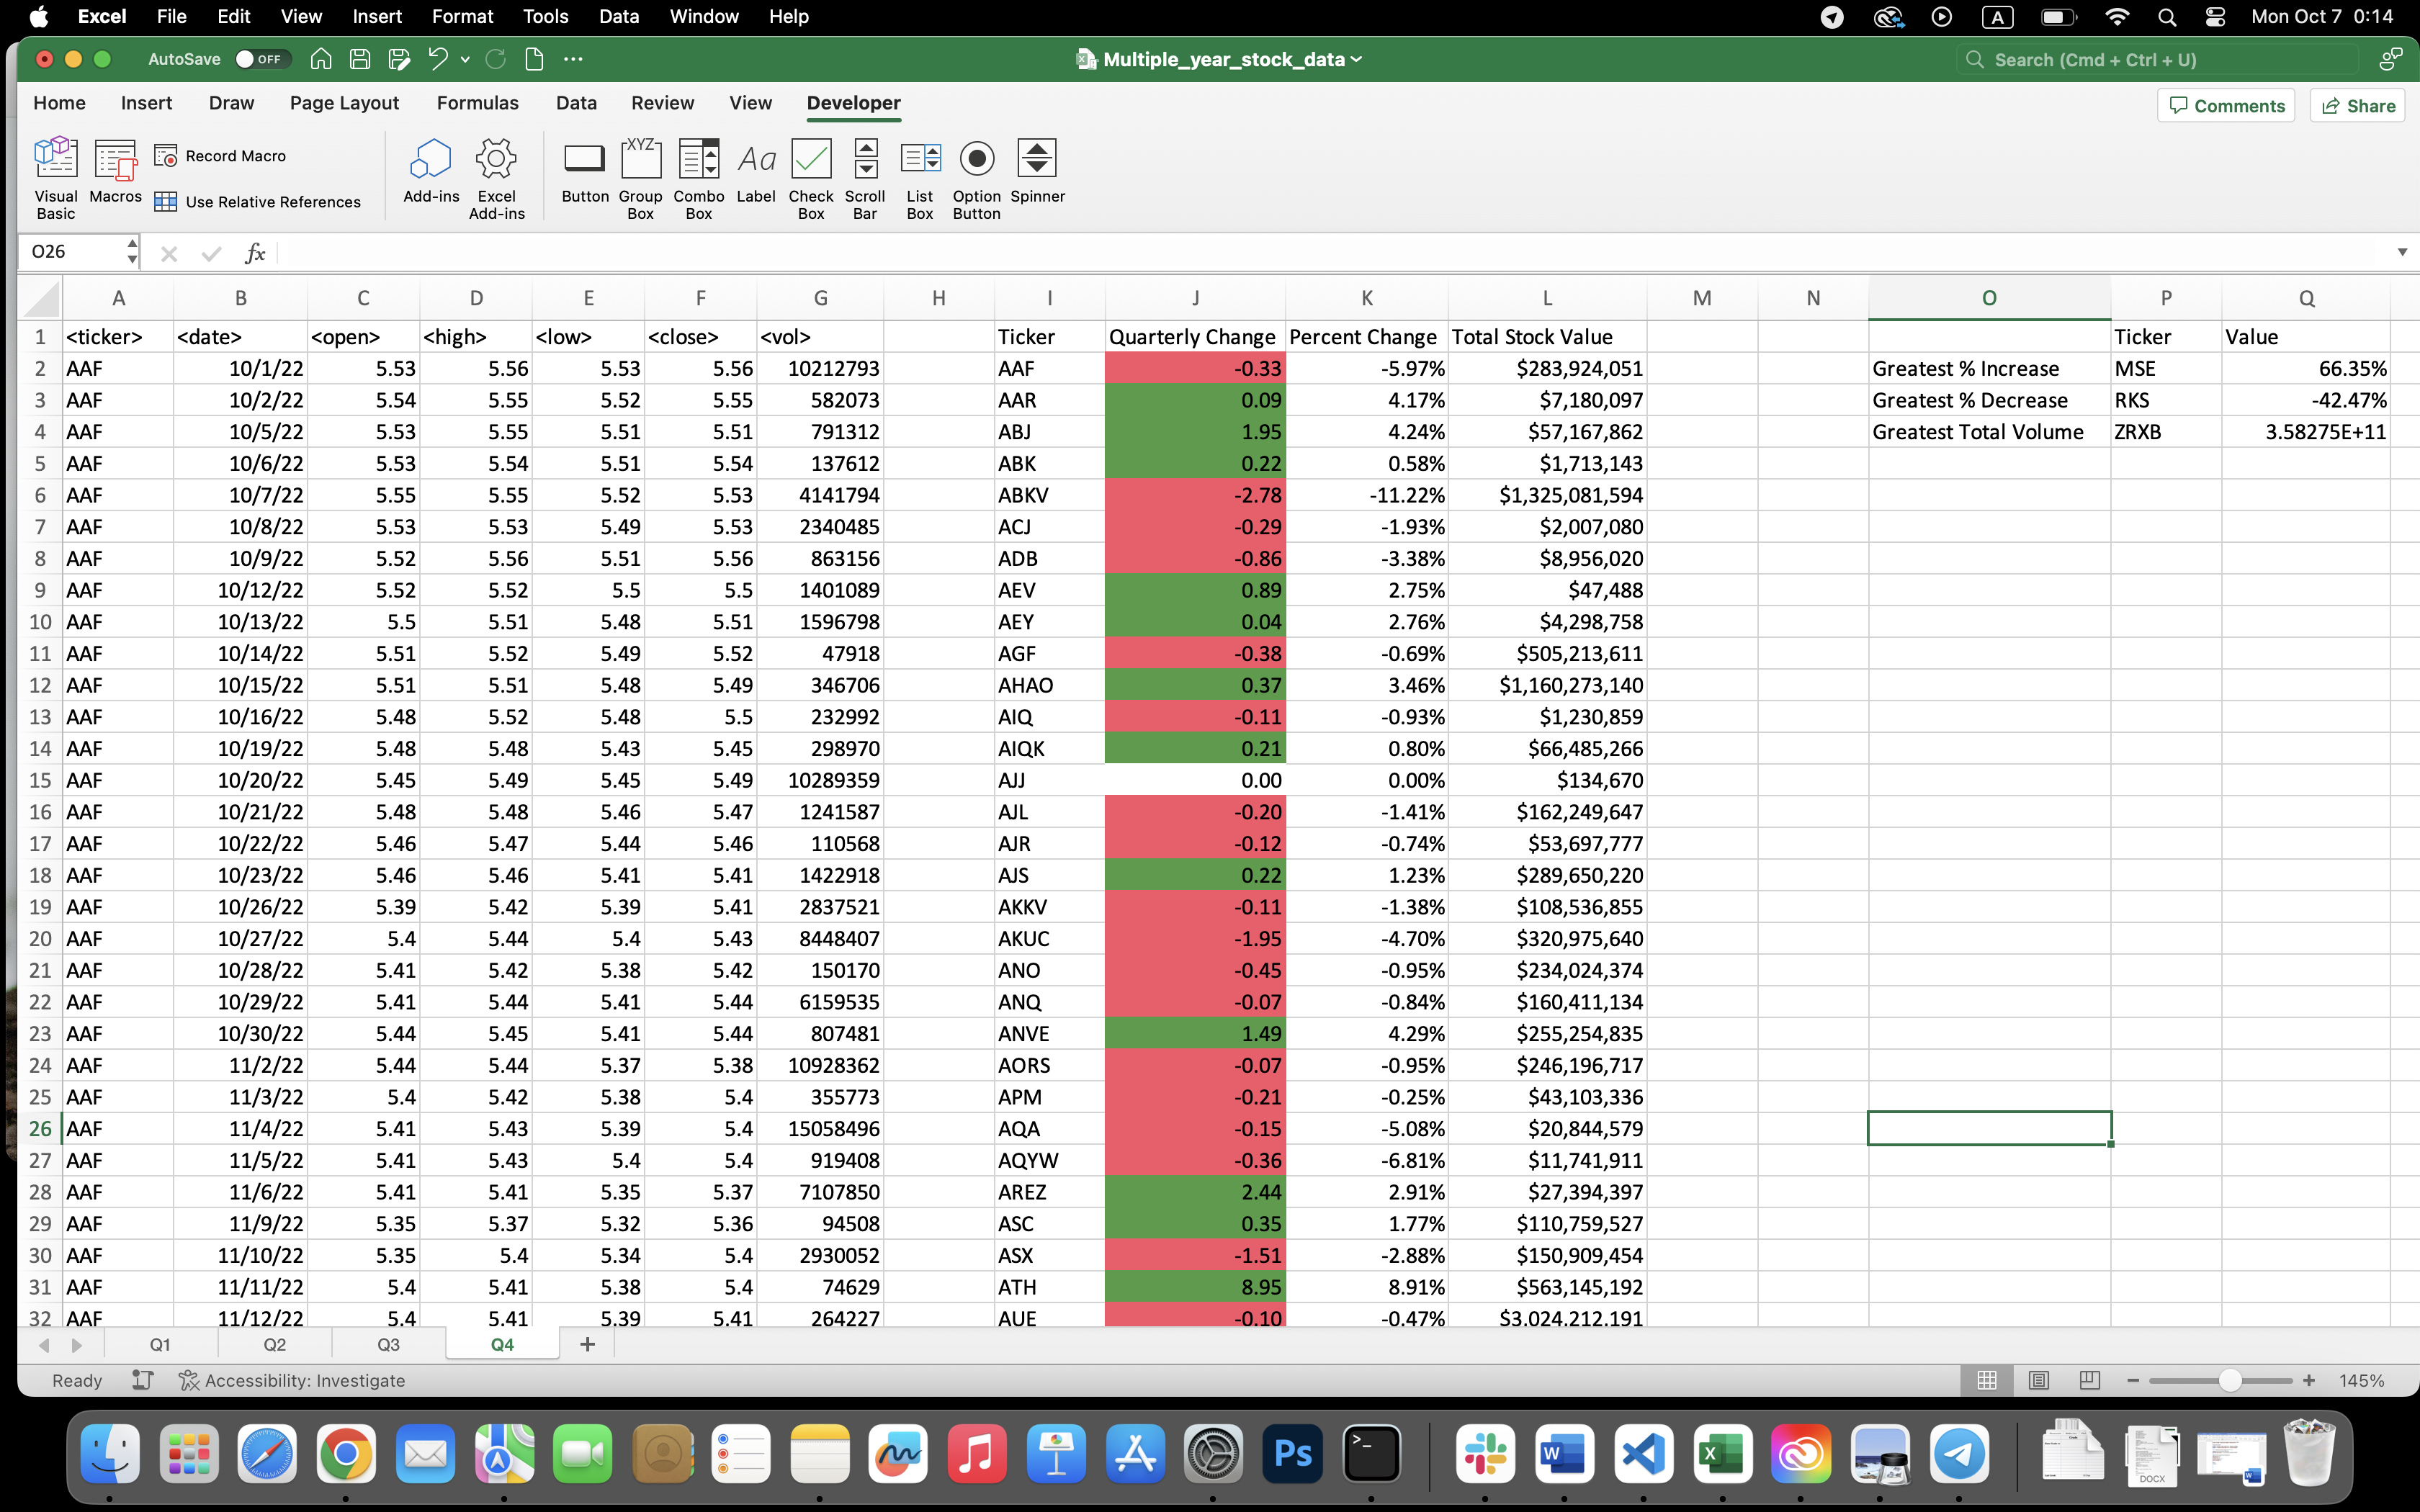 Excel File Edit View Insert Format Tools Data Window Help A Mon Oct 7 0:14
AutoSave OFF Multiple_year_stock_data Search (Cmd + Ctrl + U)
Home Insert Draw Page Layout Formulas Data Review View Developer Comments Share
Visual Basic Macros Record Macro Use Relative References Add-ins Excel Add-ins Button XYZ Group Box Combo Box Aa Label Check Box Scroll Bar List Box Option Button Spinner
O26 fx
A B C D E F G H I J K L M N O P Q
1 <ticker> <date> <open> <high> <low> <close> <vol> Ticker Quarterly Change Percent Change Total Stock Value Ticker Value
2 AAF 10/1/22 5.53 5.56 5.53 5.56 10212793 AAF -0.33 -5.97% $283,924,051 Greatest % Increase MSE 66.35%
3 AAF 10/2/22 5.54 5.55 5.52 5.55 582073 AAR 0.09 4.17% $7,180,097 Greatest % Decrease RKS -42.47%
4 AAF 10/5/22 5.53 5.55 5.51 5.51 791312 ABJ 1.95 4.24% $57,167,862 Greatest Total Volume ZRXB 3.58275E+11
5 AAF 10/6/22 5.53 5.54 5.51 5.54 137612 ABK 0.22 0.58% $1,713,143
6 AAF 10/7/22 5.55 5.55 5.52 5.53 4141794 ABKV -2.78 -11.22% $1,325,081,594
7 AAF 10/8/22 5.53 5.53 5.49 5.53 2340485 ACJ -0.29 -1.93% $2,007,080
8 AAF 10/9/22 5.52 5.56 5.51 5.56 863156 ADB -0.86 -3.38% $8,956,020
9 AAF 10/12/22 5.52 5.52 5.5 5.5 1401089 AEV 0.89 2.75% $47,488
10 AAF 10/13/22 5.5 5.51 5.48 5.51 1596798 AEY 0.04 2.76% $4,298,758
11 AAF 10/14/22 5.51 5.52 5.49 5.52 47918 AGF -0.38 -0.69% $505,213,611
12 AAF 10/15/22 5.51 5.51 5.48 5.49 346706 AHAO 0.37 3.46% $1,160,273,140
13 AAF 10/16/22 5.48 5.52 5.48 5.5 232992 AIQ -0.11 -0.93% $1,230,859
14 AAF 10/19/22 5.48 5.48 5.43 5.45 298970 AIQK 0.21 0.80% $66,485,266
15 AAF 10/20/22 5.45 5.49 5.45 5.49 10289359 AJJ 0.00 0.00% $134,670
16 AAF 10/21/22 5.48 5.48 5.46 5.47 1241587 AJL -0.20 -1.41% $162,249,647
17 AAF 10/22/22 5.46 5.47 5.44 5.46 110568 AJR -0.12 -0.74% $53,697,777
18 AAF 10/23/22 5.46 5.46 5.41 5.41 1422918 AJS 0.22 1.23% $289,650,220
19 AAF 10/26/22 5.39 5.42 5.39 5.41 2837521 AKKV -0.11 -1.38% $108,536,855
20 AAF 10/27/22 5.4 5.44 5.4 5.43 8448407 AKUC -1.95 -4.70% $320,975,640
21 AAF 10/28/22 5.41 5.42 5.38 5.42 150170 ANO -0.45 -0.95% $234,024,374
22 AAF 10/29/22 5.41 5.44 5.41 5.44 6159535 ANQ -0.07 -0.84% $160,411,134
23 AAF 10/30/22 5.44 5.45 5.41 5.44 807481 ANVE 1.49 4.29% $255,254,835
24 AAF 11/2/22 5.44 5.44 5.37 5.38 10928362 AORS -0.07 -0.95% $246,196,717
25 AAF 11/3/22 5.4 5.42 5.38 5.4 355773 APM -0.21 -0.25% $43,103,336
26 AAF 11/4/22 5.41 5.43 5.39 5.4 15058496 AQA -0.15 -5.08% $20,844,579
27 AAF 11/5/22 5.41 5.43 5.4 5.4 919408 AQYW -0.36 -6.81% $11,741,911
28 AAF 11/6/22 5.41 5.41 5.35 5.37 7107850 AREZ 2.44 2.91% $27,394,397
29 AAF 11/9/22 5.35 5.37 5.32 5.36 94508 ASC 0.35 1.77% $110,759,527
30 AAF 11/10/22 5.35 5.4 5.34 5.4 2930052 ASX -1.51 -2.88% $150,909,454
31 AAF 11/11/22 5.4 5.41 5.38 5.4 74629 ATH 8.95 8.91% $563,145,192
32 AAF 11/12/22 5.4 5.41 5.39 5.41 264227 AUE -0.10 -0.47% $3,024,212,191
Q1 Q2 Q3 Q4 +
Ready Accessibility: Investigate 145%
Ps W X DOCX W